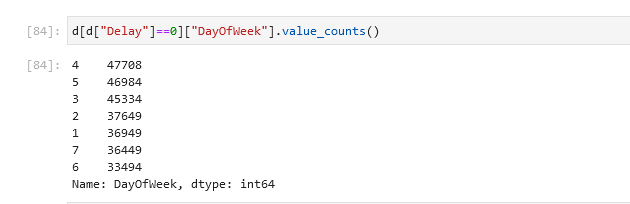 [84]: d[d["Delay"]==0]["DayOfWeek"].value_counts()
[84]: 4    47708
5    46984
3    45334
2    37649
1    36949
7    36449
6    33494
Name: DayOfWeek, dtype: int64